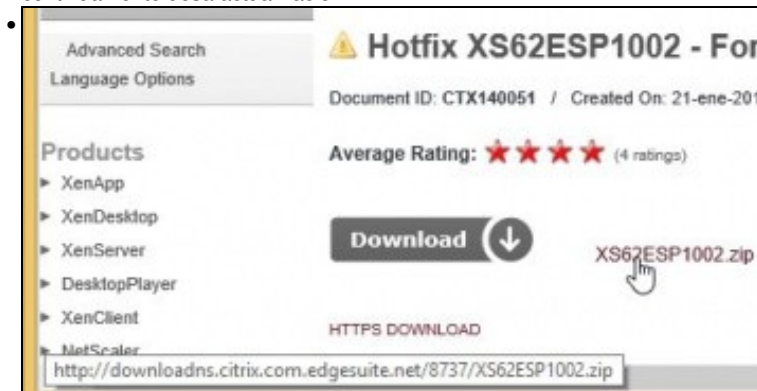 Advanced Search
Language Options
Products
XenApp
XenDesktop
XenServer
DesktopPlayer
XenClient
NetScaler
Hotfix XS62ESP1002 - For
Document ID: CTX140051 / Created On: 21-ene-201
Average Rating: (4 ratings)
Download
XS62ESP1002.zip
HTTPS DOWNLOAD
http://downloadns.citrix.com.edgesuite.net/8737/XS62ESP1002.zip